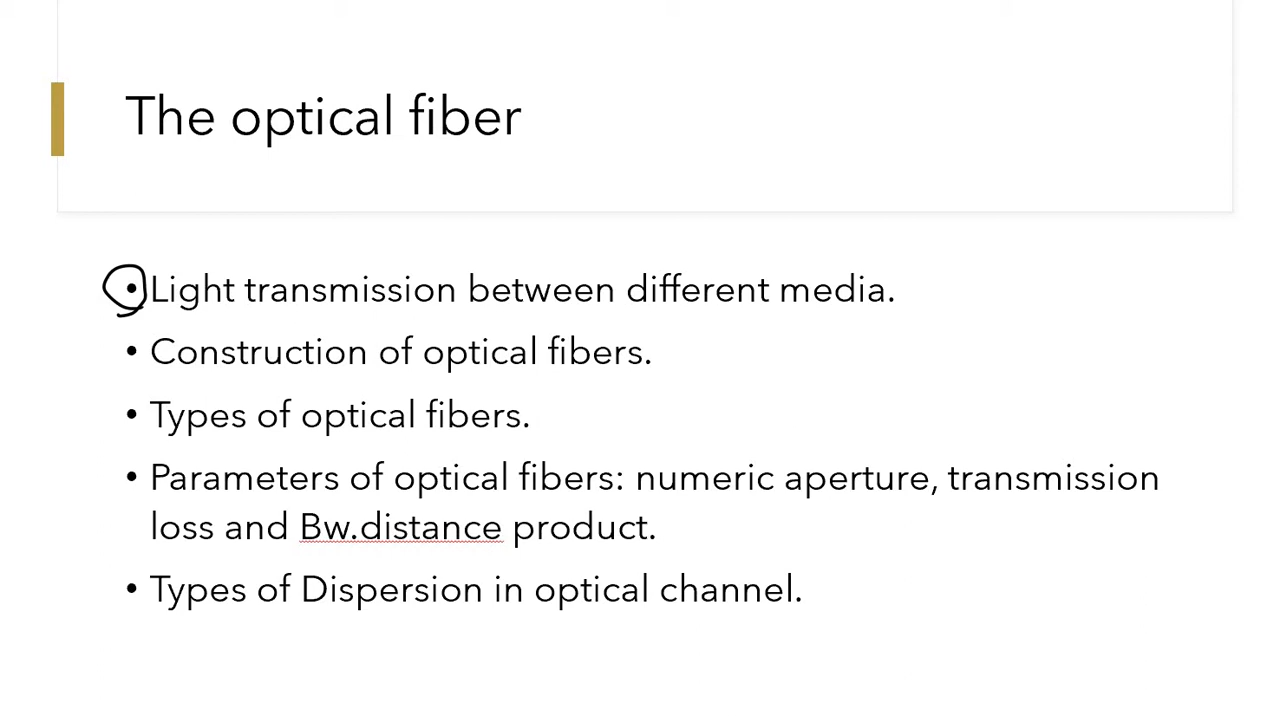 The optical fiber
• Light transmission between different media.
• Construction of optical fibers.
• Types of optical fibers.
• Parameters of optical fibers: numeric aperture, transmission
loss and Bw.distance product.
• Types of Dispersion in optical channel.